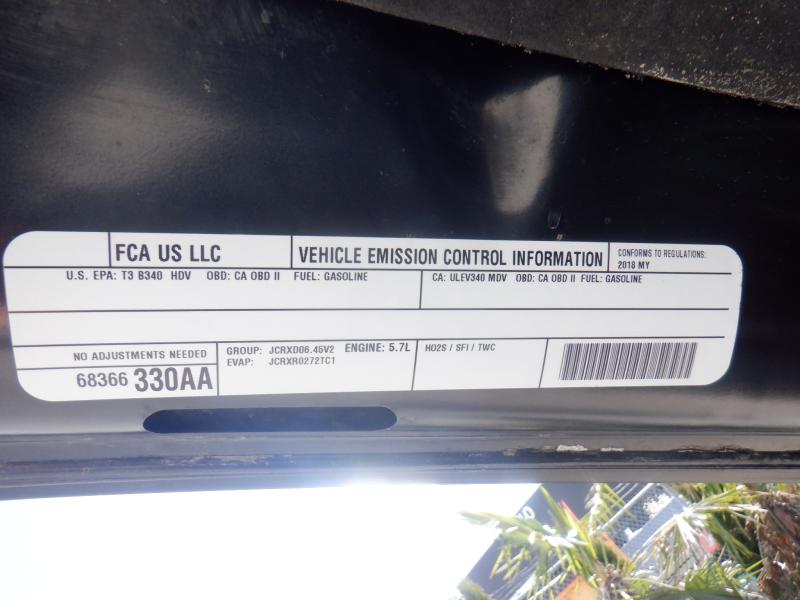 FCA US LLC
VEHICLE EMISSION CONTROL INFORMATION
CONFORMS TO REGULATIONS:
2018 MY
U.S. EPA: T3 B340 HDV OBD: CA OBD II FUEL: GASOLINE
CA: ULEV340 MDV OBD: CA OBD II FUEL: GASOLINE
NO ADJUSTMENTS NEEDED
68366 330AA
GROUP: JCRXD06.45V2 ENGINE: 5.7L
EVAP: JCRXR0272TC1
HO2S / SFI / TWC